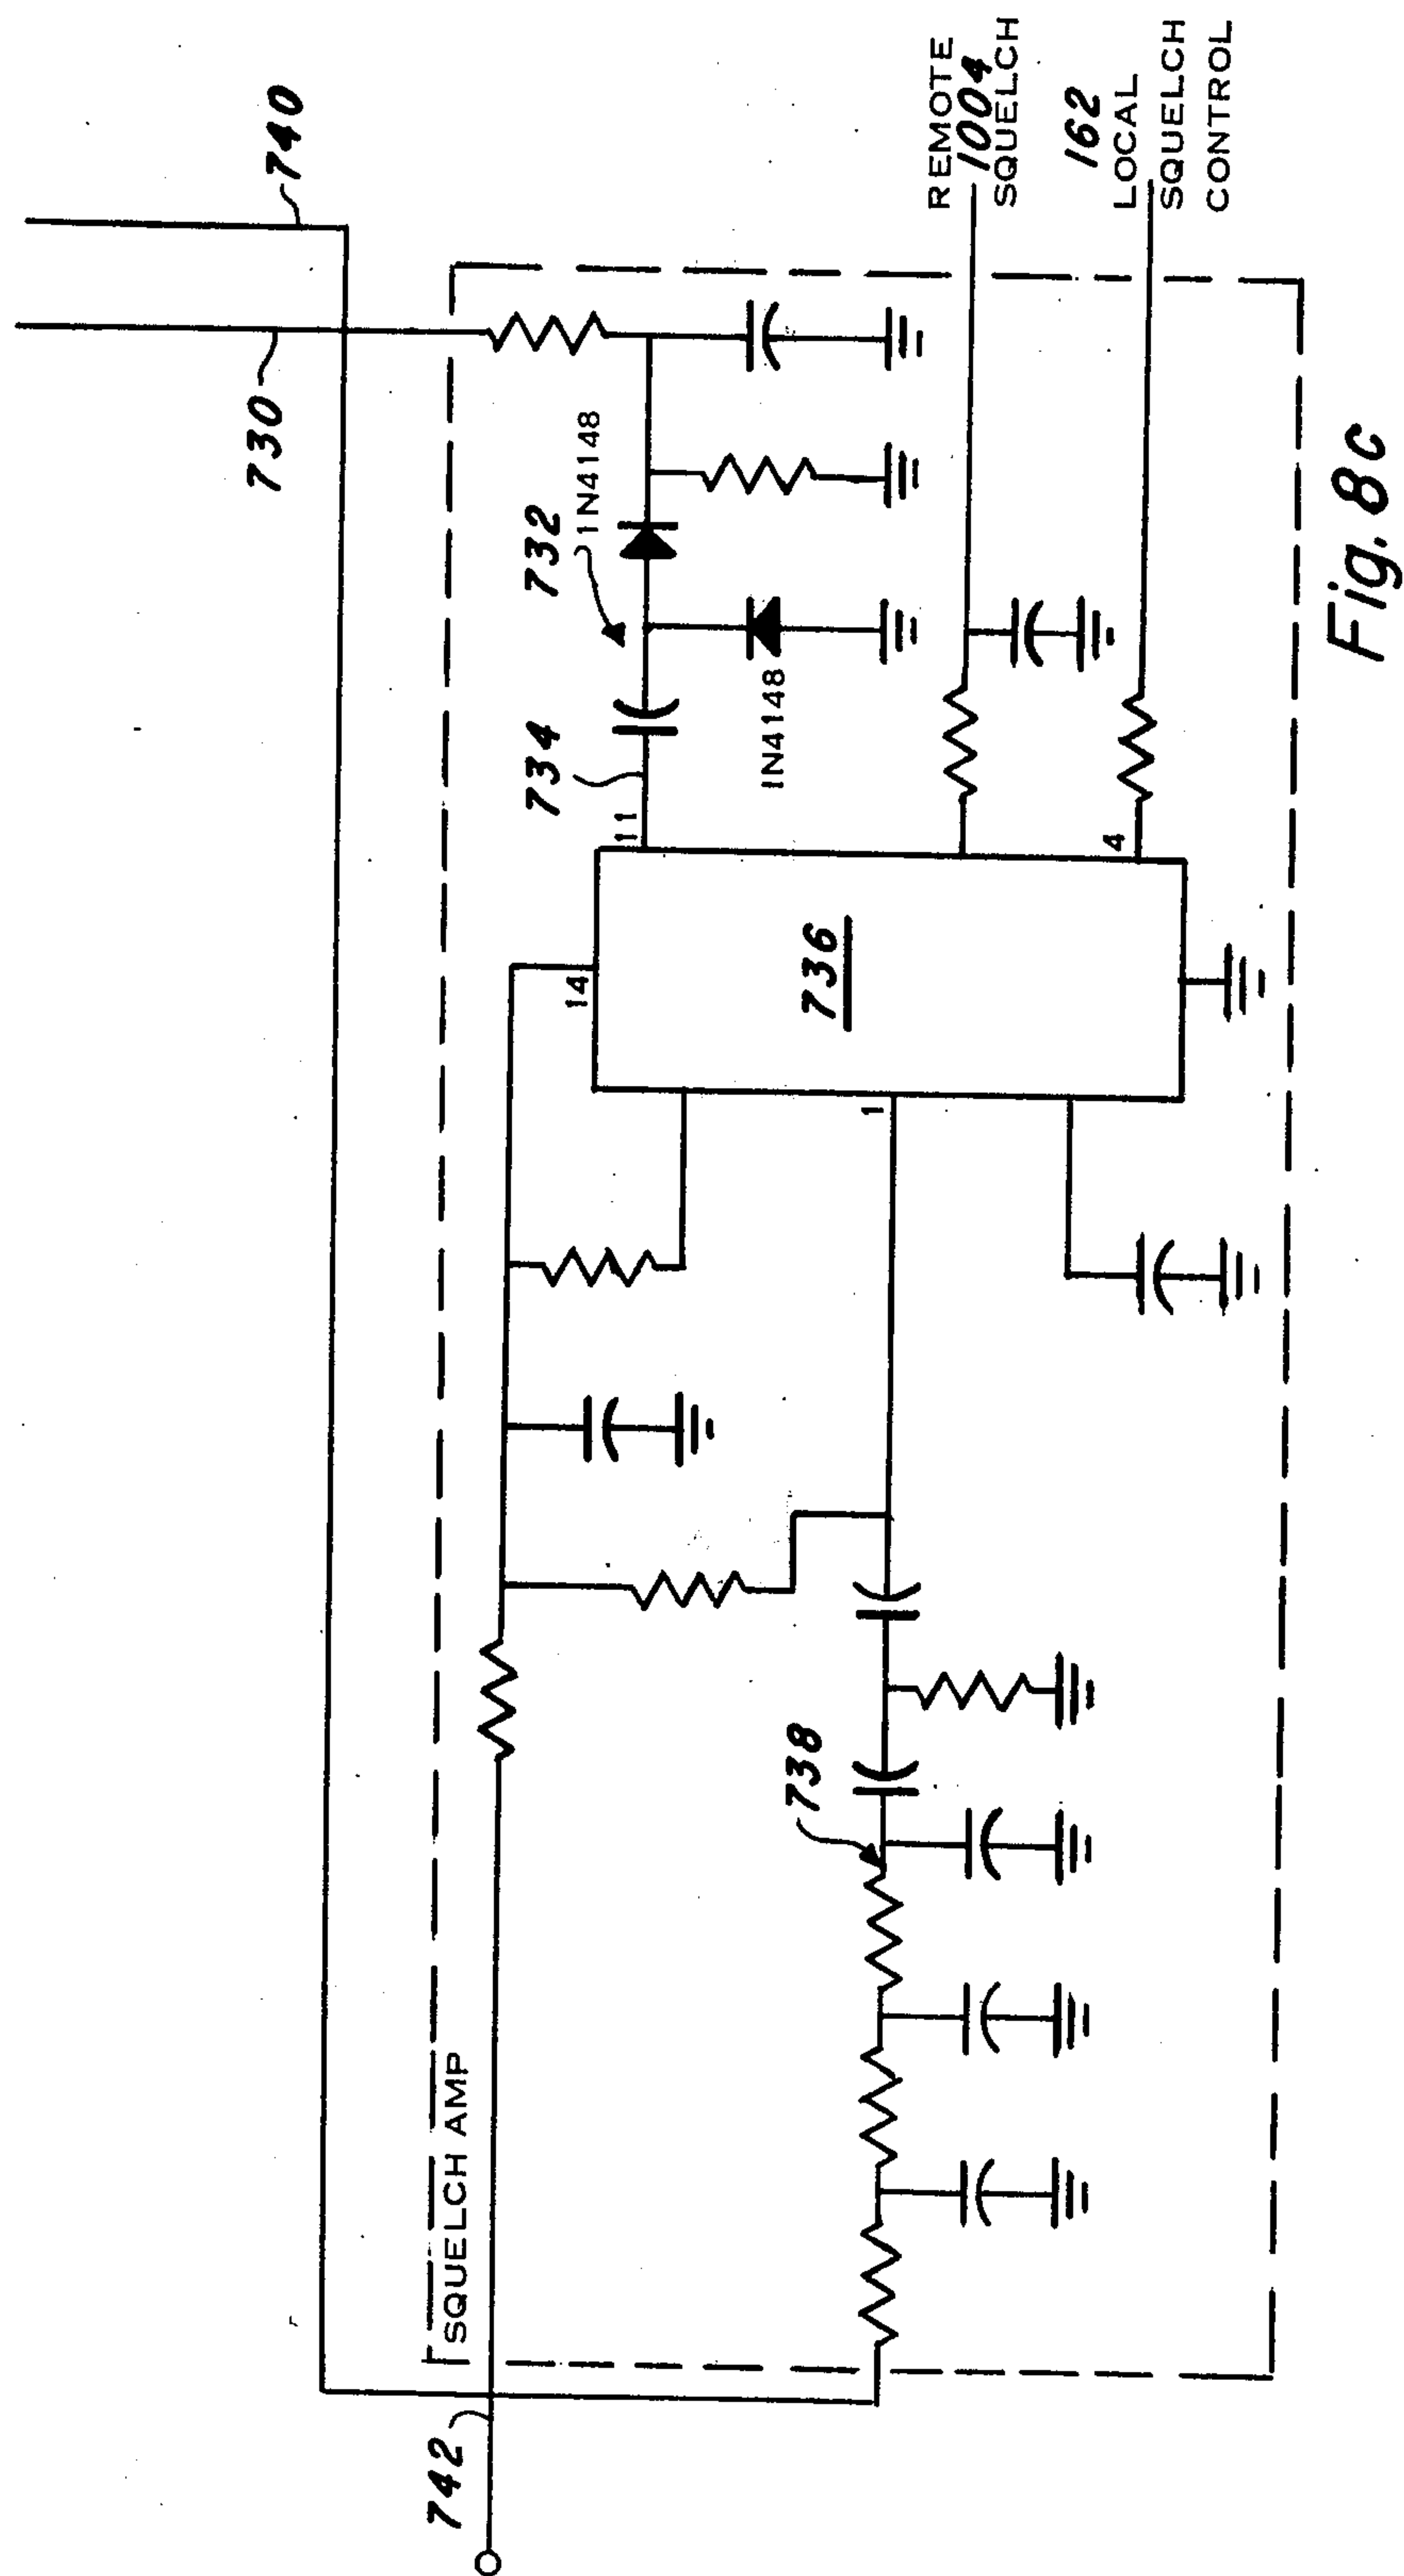 740
730
SQUELCH AMP
742
732
1N4148
734
1N4148
11
14
736
1
4
738
REMOTE
1004
SQUELCH
162
LOCAL
SQUELCH
CONTROL
Fig. 8c